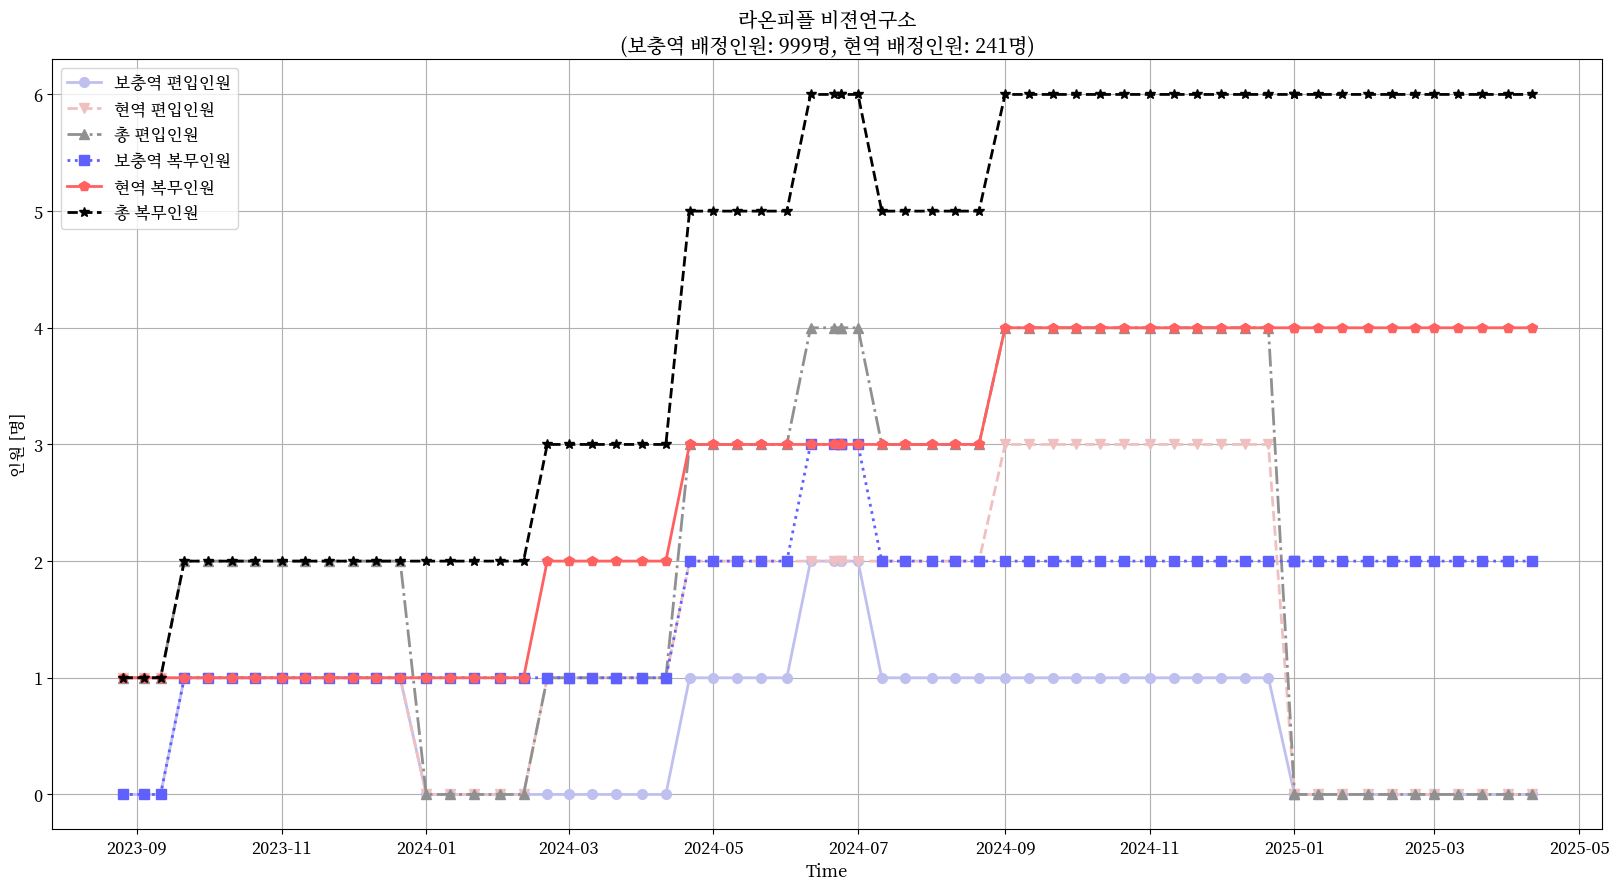 라온피플 비젼연구소
(보충역 배정인원: 999명, 현역 배정인원: 241명)
보충역 편입인원
현역 편입인원
총 편입인원
보충역 복무인원
현역 복무인원
총 복무인원
인원 [명]
6
5
4
3
2
1
0
2023-09
2023-11
2024-01
2024-03
2024-05
2024-07
2024-09
2024-11
2025-01
2025-03
2025-05
Time